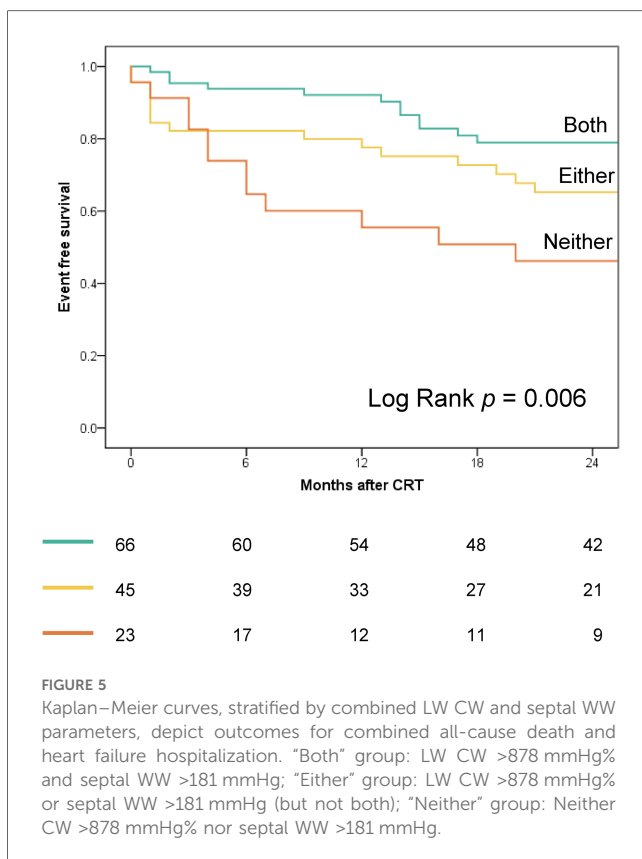 1.0
0.8
0.6
0.4
0.2
0.0
Event free survival
Both
Either
Neither
Log Rank p = 0.006
0 6 12 18 24
Months after CRT
66 60 54 48 42
45 39 33 27 21
23 17 12 11 9
FIGURE 5
Kaplan–Meier curves, stratified by combined LW CW and septal WW
parameters, depict outcomes for combined all-cause death and
heart failure hospitalization. "Both" group: LW CW >878 mmHg%
and septal WW >181 mmHg; "Either" group: LW CW >878 mmHg%
or septal WW >181 mmHg (but not both); "Neither" group: Neither
CW >878 mmHg% nor septal WW >181 mmHg.